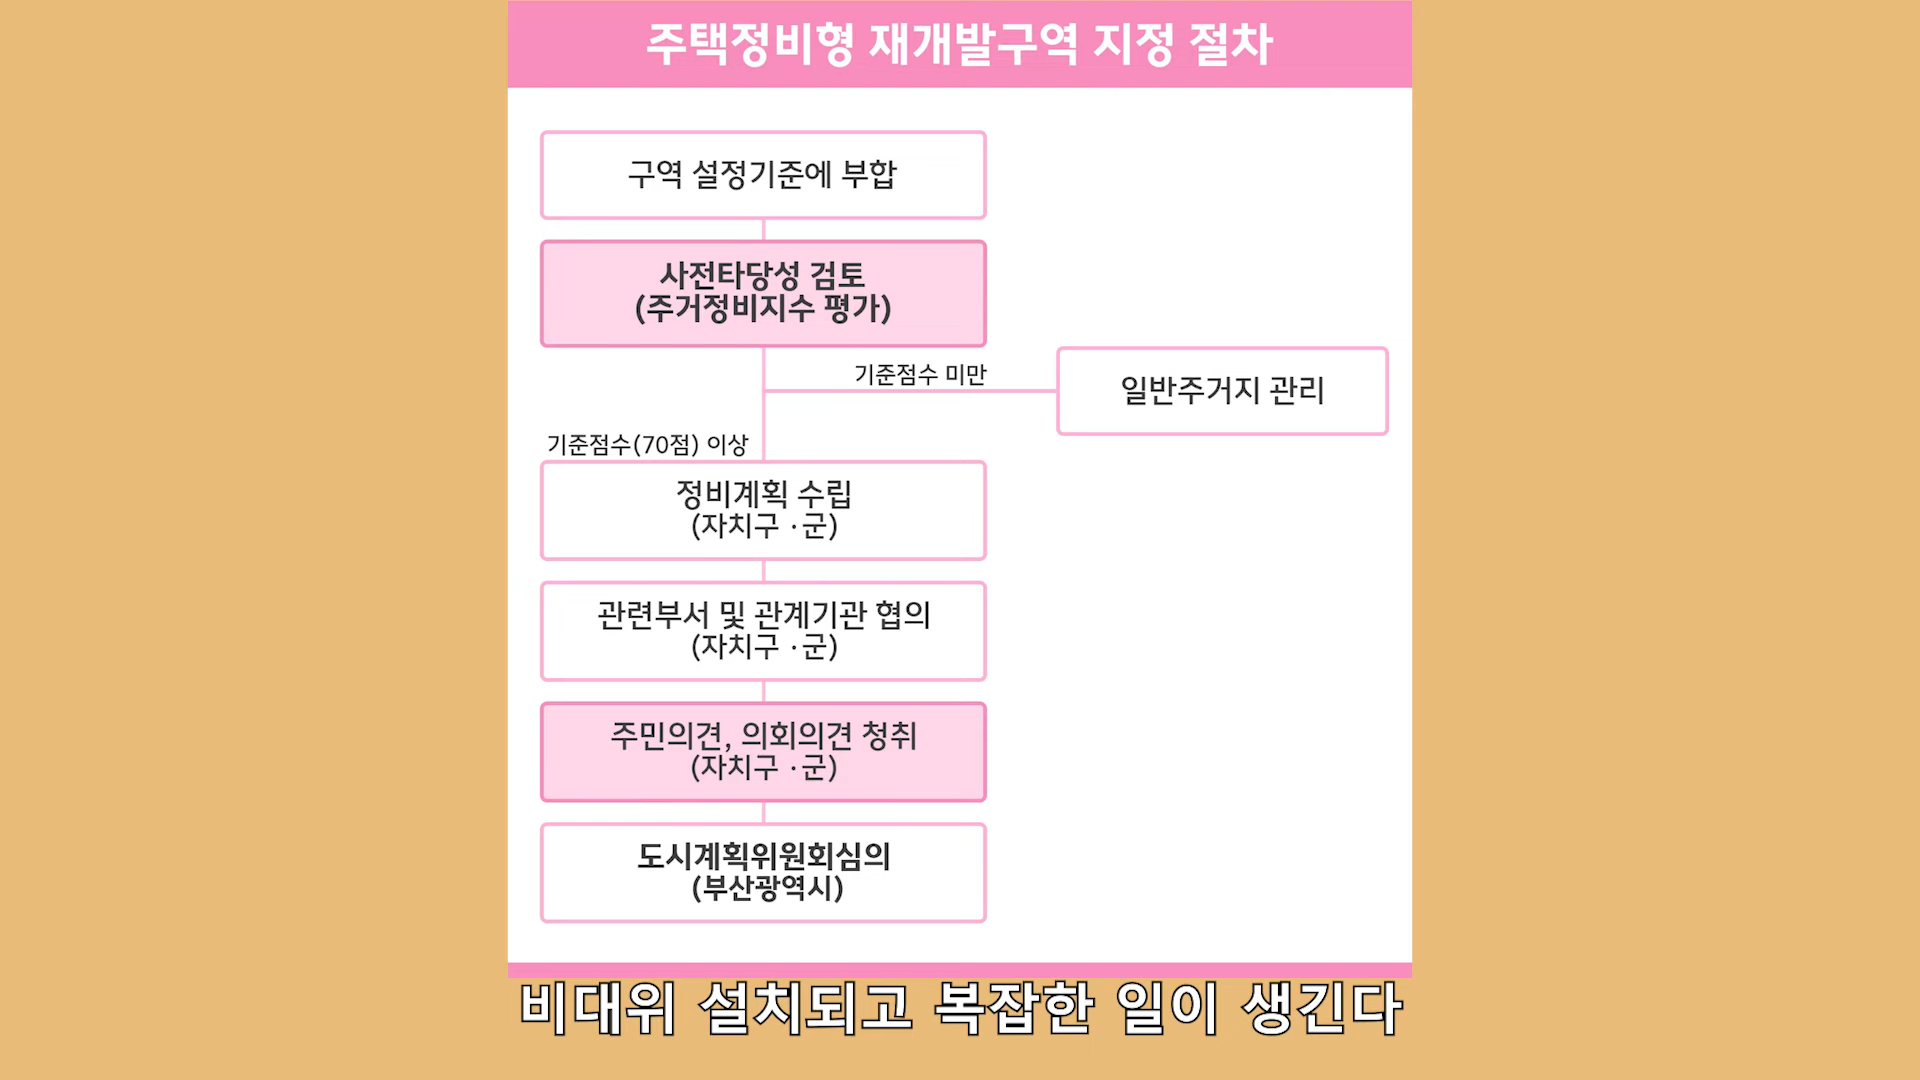 주택정비형 재개발구역 지정 절차
구역 설정기준에 부합
사전타당성 검토
(주거정비지수 평가)
기준점수 미만
일반주거지 관리
기준점수(70점) 이상
정비계획 수립
(자치구 ·군)
관련부서 및 관계기관 협의
(자치구 ·군)
주민의견, 의회의견 청취
(자치구 ·군)
도시계획위원회심의
(부산광역시)
비대위 설치되고 복잡한 일이 생긴다